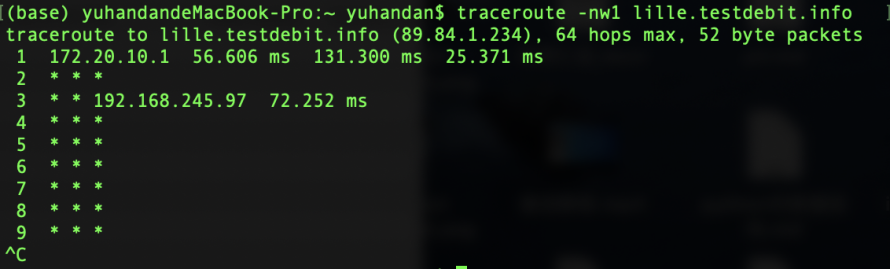 [(base) yuhandandeMacBook-Pro:~ yuhandan$ traceroute -nw1 lille.testdebit.info ]
traceroute to lille.testdebit.info (89.84.1.234), 64 hops max, 52 byte packets
 1  172.20.10.1  56.606 ms  131.300 ms  25.371 ms
 2  * * *
 3  * * 192.168.245.97  72.252 ms
 4  * * *
 5  * * *
 6  * * *
 7  * * *
 8  * * *
 9  * * *
^C